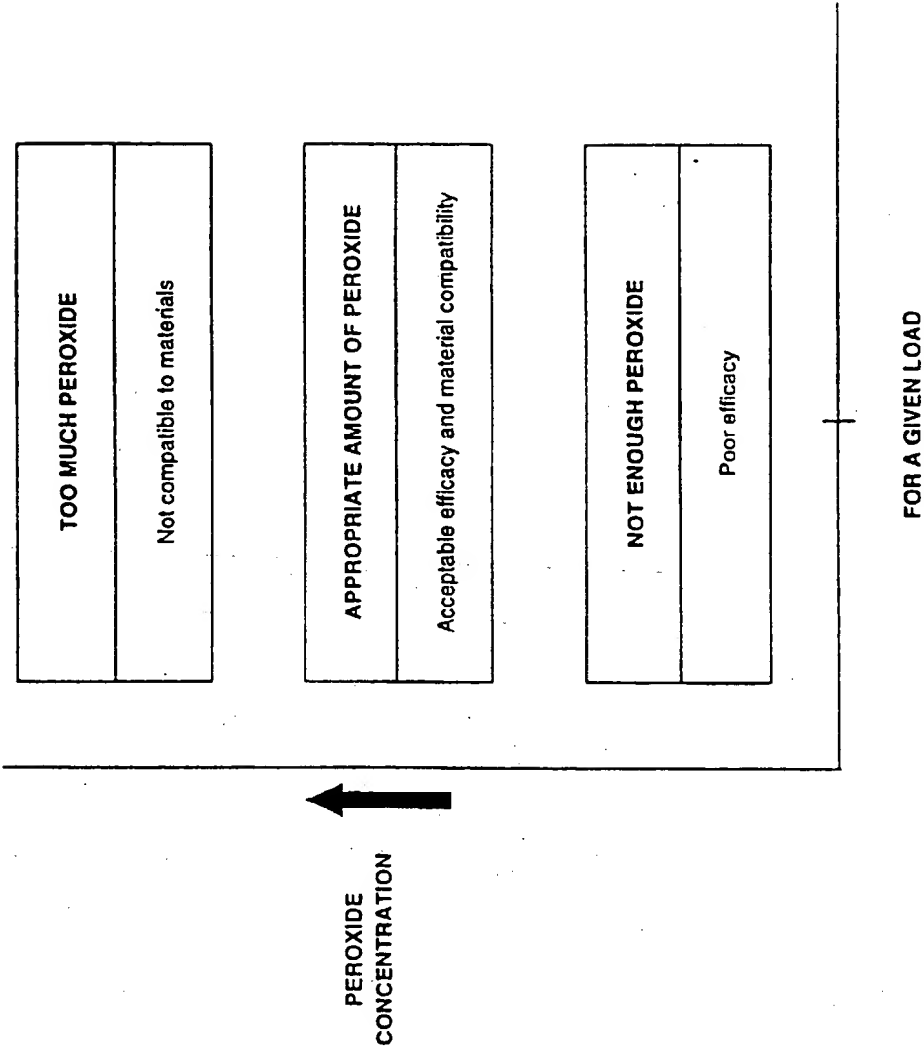 TOO MUCH PEROXIDE
Not compatible to materials
PEROXIDE
CONCENTRATION
APPROPRIATE AMOUNT OF PEROXIDE
Acceptable efficacy and material compatibility
NOT ENOUGH PEROXIDE
Poor efficacy
FOR A GIVEN LOAD